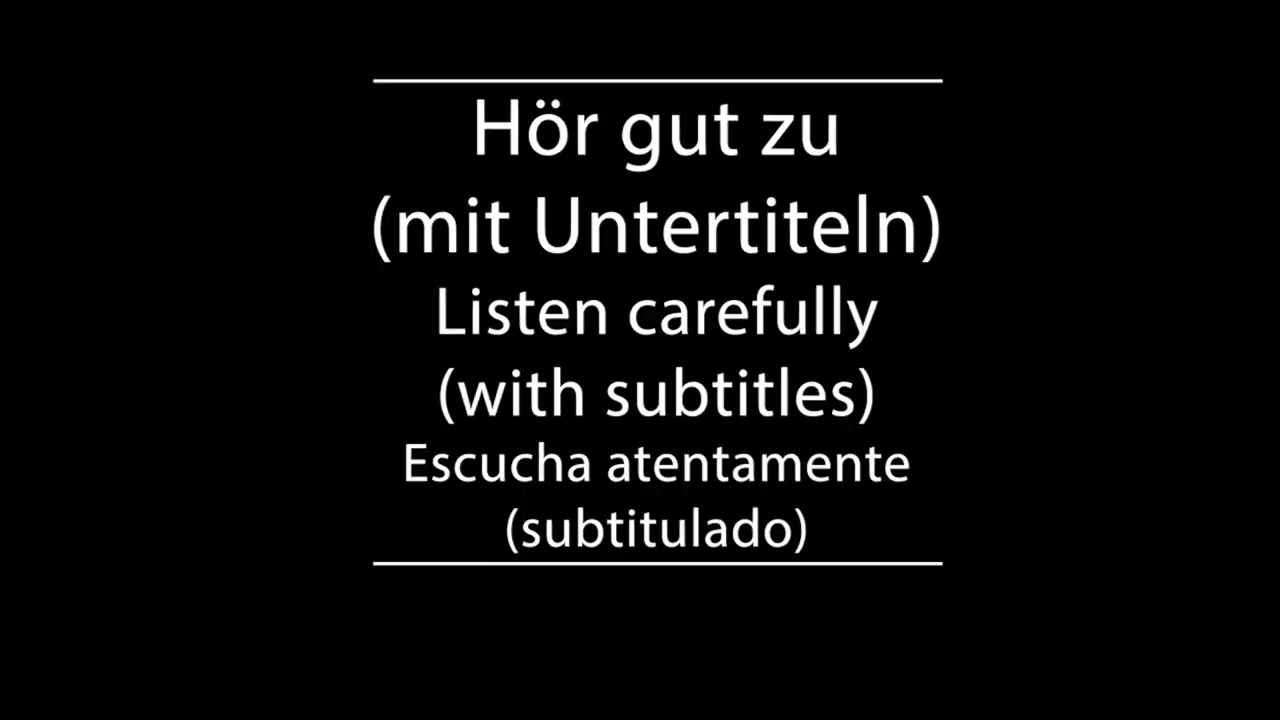 Hör gut zu
(mit Untertiteln)
Listen carefully
(with subtitles)
Escucha atentamente
(subtitulado)